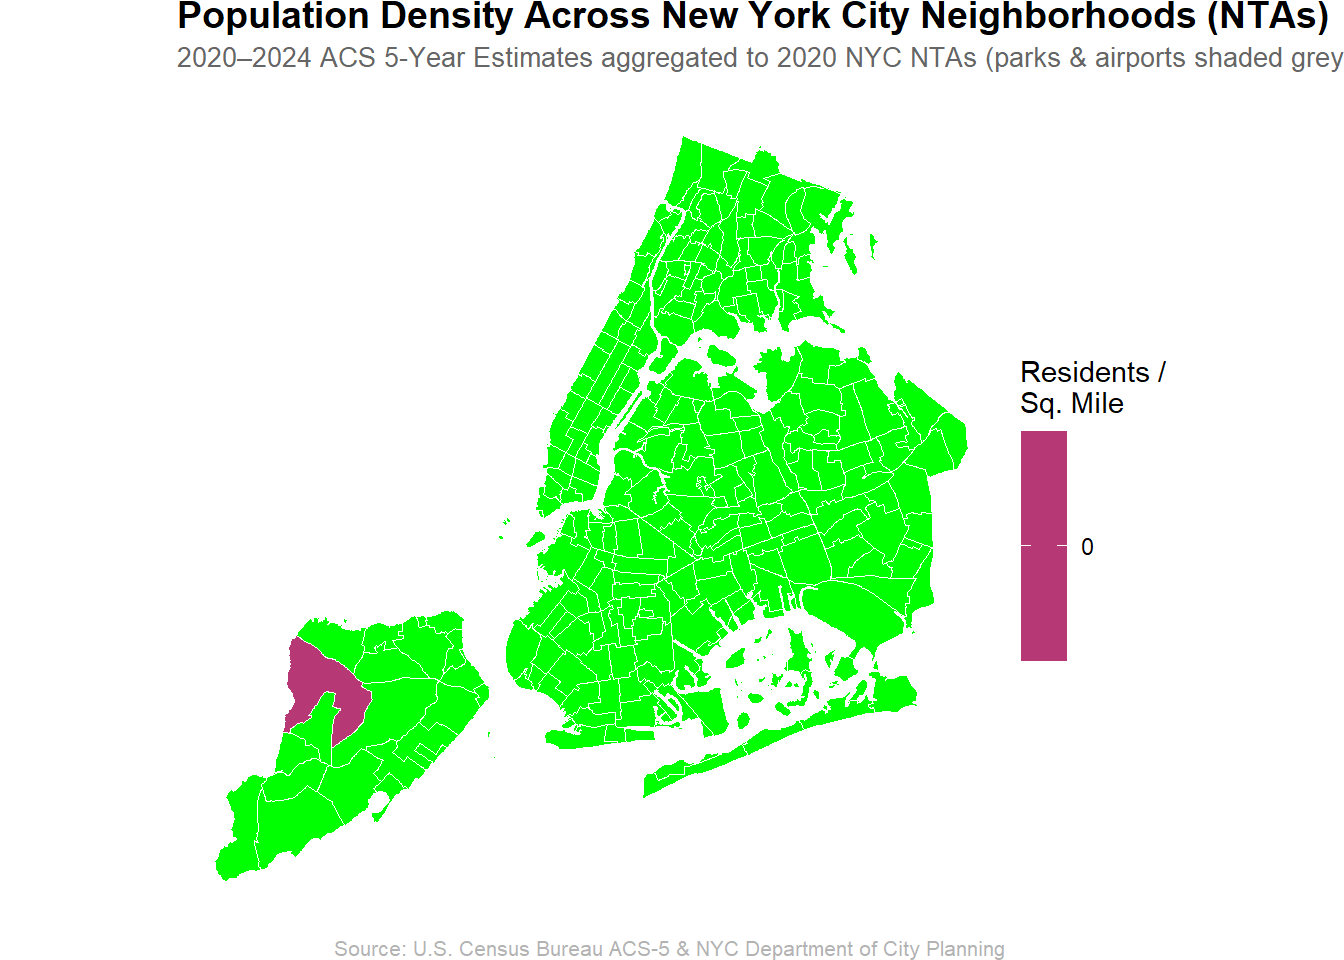 Population Density Across New York City Neighborhoods (NTAs)
2020–2024 ACS 5-Year Estimates aggregated to 2020 NYC NTAs (parks & airports shaded grey
Residents /
Sq. Mile
0
Source: U.S. Census Bureau ACS-5 & NYC Department of City Planning